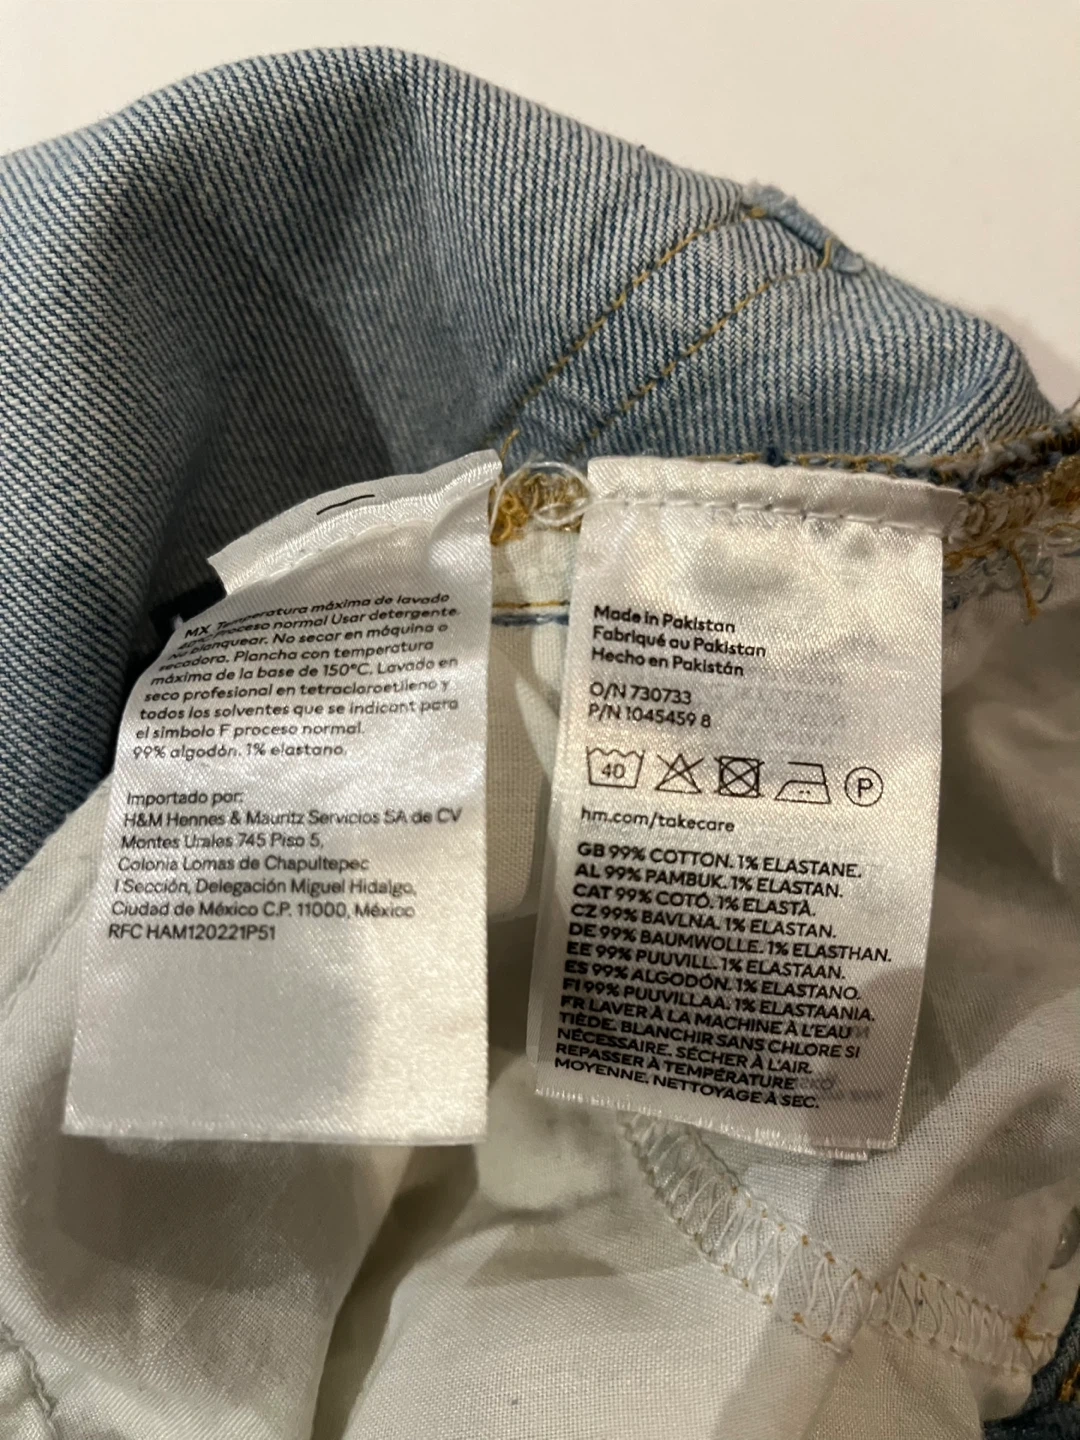 MX Temperatura máxima de lavado
40°C proceso normal Usar detergente.
No blanquear. No secar en máquina o
secadora. Plancha con temperatura
máxima de la base de 150°C. Lavado en
seco profesional en tetracloroetileno y
todos los solventes que se indicant para
el simbolo F proceso normal.
99% algodón. 1% elastano.
Importado por:
H&M Hennes & Mauritz Servicios SA de CV
Montes Urales 745 Piso 5,
Colonia Lomas de Chapultepec
I Sección, Delegación Miguel Hidalgo,
Ciudad de México C.P. 11000, México
RFC HAM120221P51
Made in Pakistan
Fabriqué au Pakistan
Hecho en Pakistán
O/N 730733
P/N 1045459 8
40 P
hm.com/takecare
GB 99% COTTON. 1% ELASTANE.
AL 99% PAMBUK. 1% ELASTAN.
CAT 99% COTÓ. 1% ELASTÀ.
CZ 99% BAVLNA. 1% ELASTAN.
DE 99% BAUMWOLLE. 1% ELASTHAN.
EE 99% PUUVILL. 1% ELASTAAN.
ES 99% ALGODÓN. 1% ELASTANO.
FI 99% PUUVILLAA. 1% ELASTAANIA.
FR LAVER À LA MACHINE À L'EAU
TIÈDE. BLANCHIR SANS CHLORE SI
NÉCESSAIRE. SÉCHER À L'AIR.
REPASSER À TEMPÉRATURE
MOYENNE. NETTOYAGE À SEC.